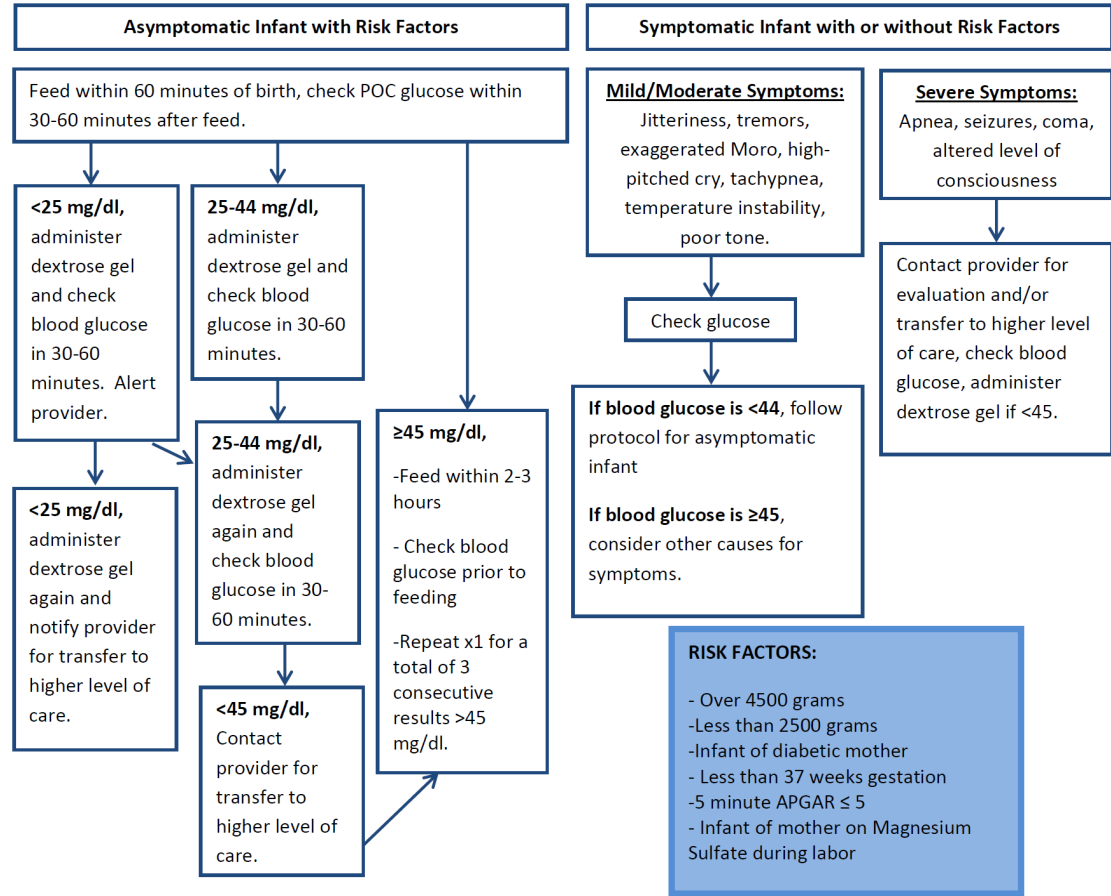 Asymptomatic Infant with Risk Factors
Feed within 60 minutes of birth, check POC glucose within
30-60 minutes after feed.
<25 mg/dl,
administer
dextrose gel
and check
blood glucose
in 30-60
minutes.  Alert
provider.
25-44 mg/dl,
administer
dextrose gel and
check blood
glucose in 30-60
minutes.
<25 mg/dl,
administer
dextrose gel
again and
notify provider
for transfer to
higher level of
care.
25-44 mg/dl,
administer
dextrose gel
again and
check blood
glucose in 30-
60 minutes.
<45 mg/dl,
Contact
provider for
transfer to
higher level of
care.
≥45 mg/dl,
-Feed within 2-3
hours
- Check blood
glucose prior to
feeding
-Repeat x1 for a
total of 3
consecutive
results >45
mg/dl.
Symptomatic Infant with or without Risk Factors
Mild/Moderate Symptoms:
Jitteriness, tremors,
exaggerated Moro, high-
pitched cry, tachypnea,
temperature instability,
poor tone.
Check glucose
If blood glucose is <44, follow
protocol for asymptomatic
infant
If blood glucose is ≥45,
consider other causes for
symptoms.
Severe Symptoms:
Apnea, seizures, coma,
altered level of
consciousness
Contact provider for
evaluation and/or
transfer to higher level
of care, check blood
glucose, administer
dextrose gel if <45.
RISK FACTORS:
- Over 4500 grams
-Less than 2500 grams
-Infant of diabetic mother
- Less than 37 weeks gestation
-5 minute APGAR ≤ 5
- Infant of mother on Magnesium
Sulfate during labor